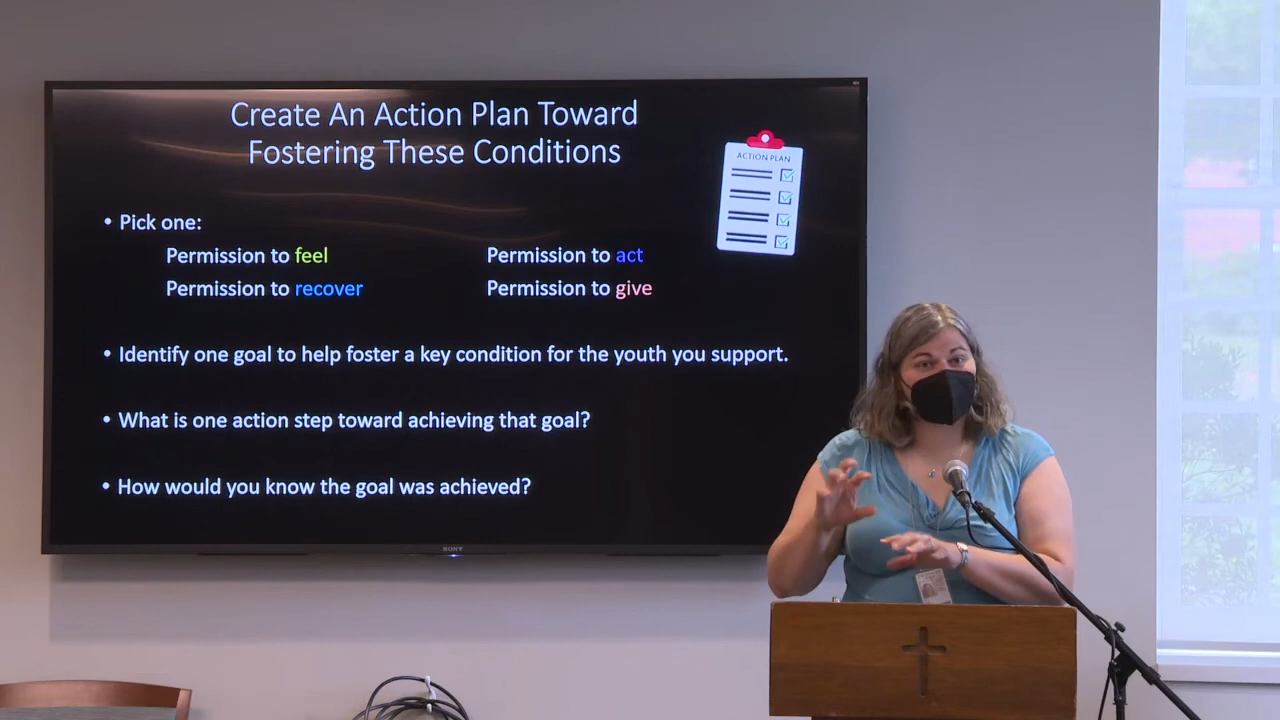 Create An Action Plan Toward
Fostering These Conditions
ACTION PLAN
• Pick one:
Permission to feel
Permission to act
Permission to recover
Permission to give
• Identify one goal to help foster a key condition for the youth you support.
• What is one action step toward achieving that goal?
• How would you know the goal was achieved?
SONY